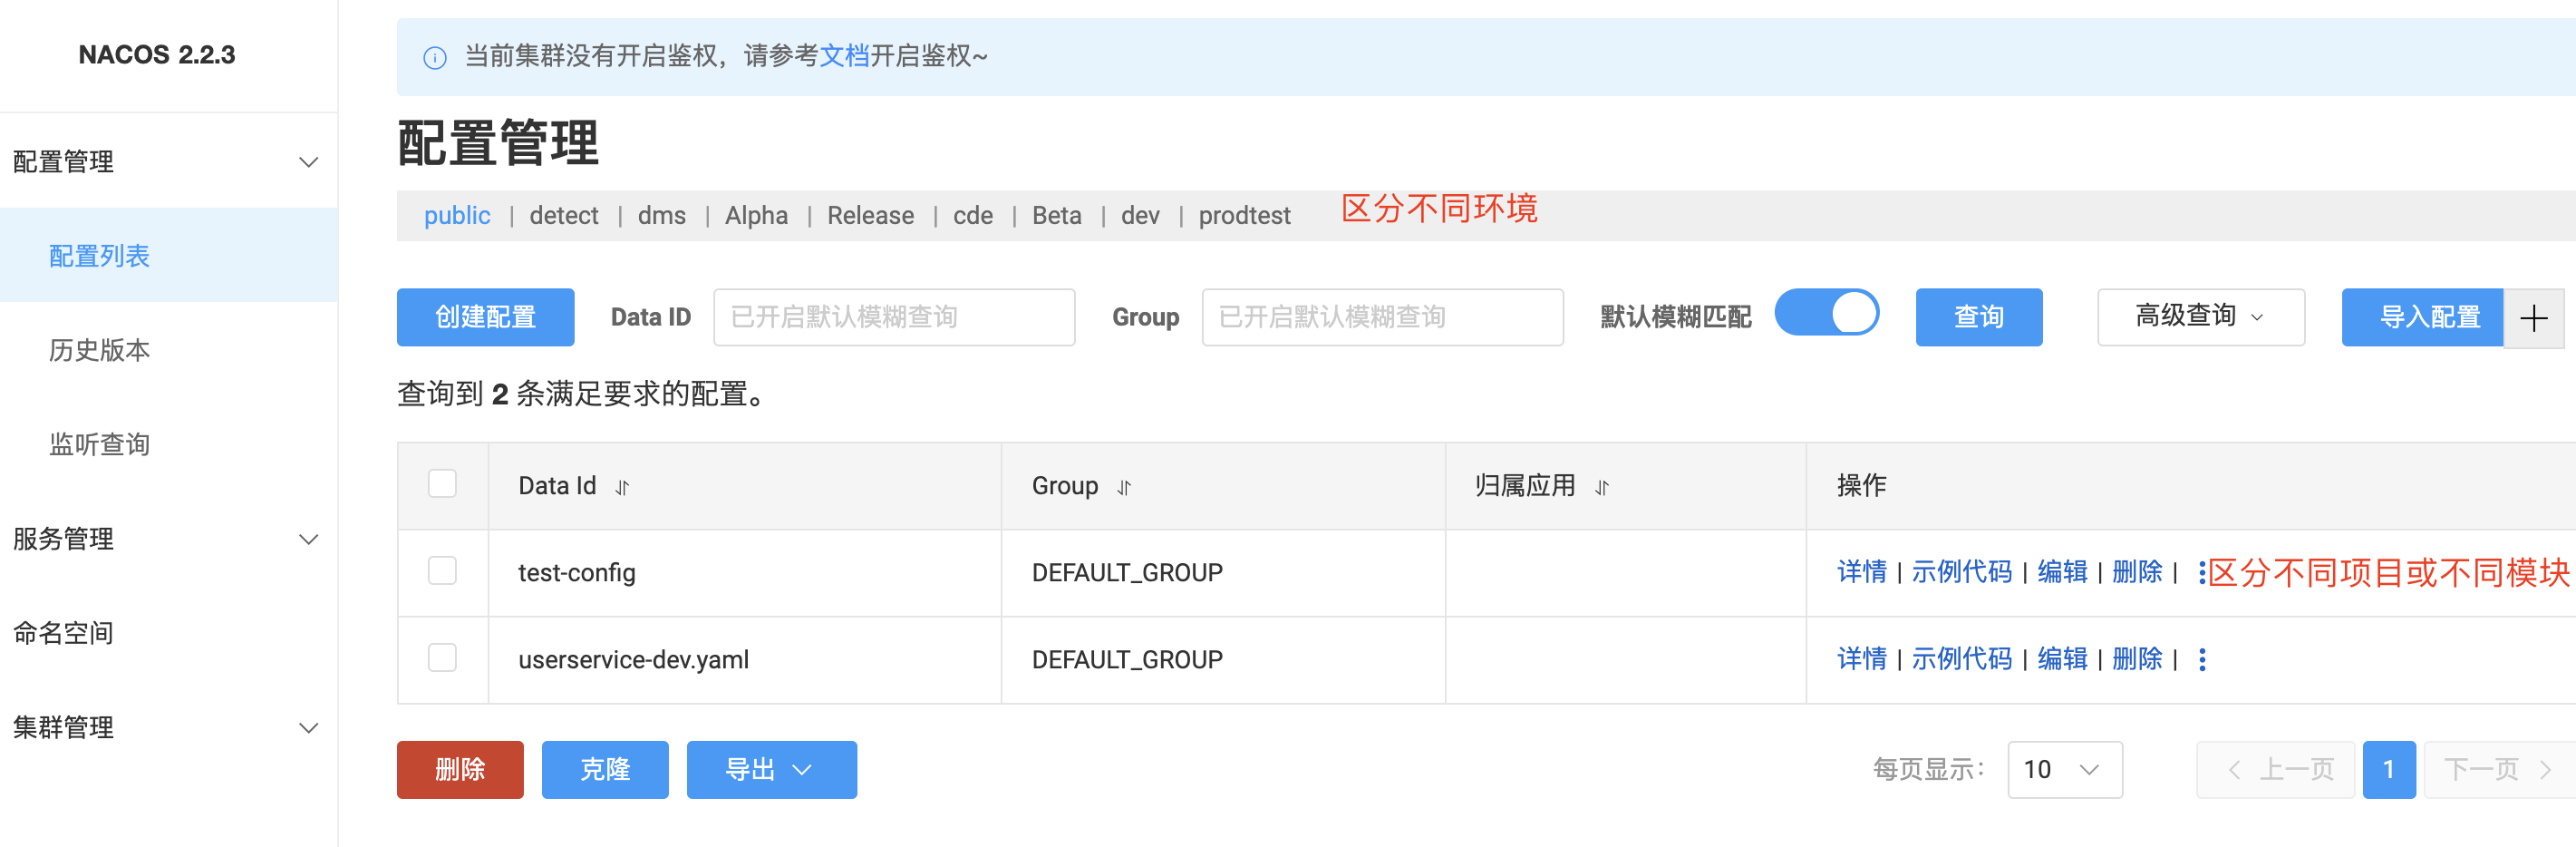 NACOS 2.2.3
配置管理
配置列表
历史版本
监听查询
服务管理
命名空间
集群管理
当前集群没有开启鉴权，请参考文档开启鉴权~
配置管理
public | detect | dms | Alpha | Release | cde | Beta | dev | prodtest 区分不同环境
创建配置 Data ID 已开启默认模糊查询 Group 已开启默认模糊查询 默认模糊匹配 查询 高级查询 导入配置 +
查询到 2 条满足要求的配置。
Data Id Group 归属应用 操作
test-config DEFAULT_GROUP 详情 | 示例代码 | 编辑 | 删除 | 区分不同项目或不同模块
userservice-dev.yaml DEFAULT_GROUP 详情 | 示例代码 | 编辑 | 删除 |
删除 克隆 导出 每页显示： 10 上一页 1 下一页